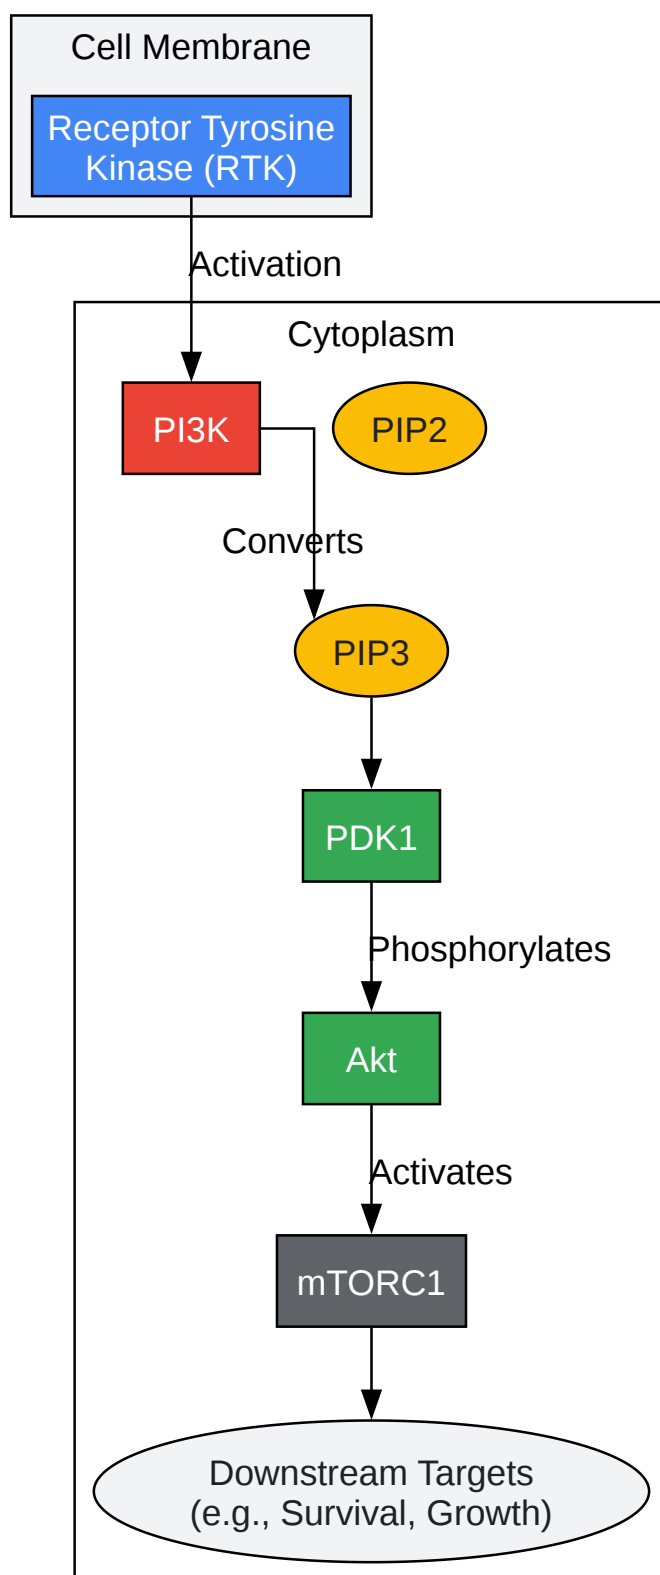 Cell Membrane
Receptor Tyrosine
Kinase (RTK)
Activation
Cytoplasm
PI3K
PIP2
Converts
PIP3
PDK1
Phosphorylates
Akt
Activates
mTORC1
Downstream Targets
(e.g., Survival, Growth)